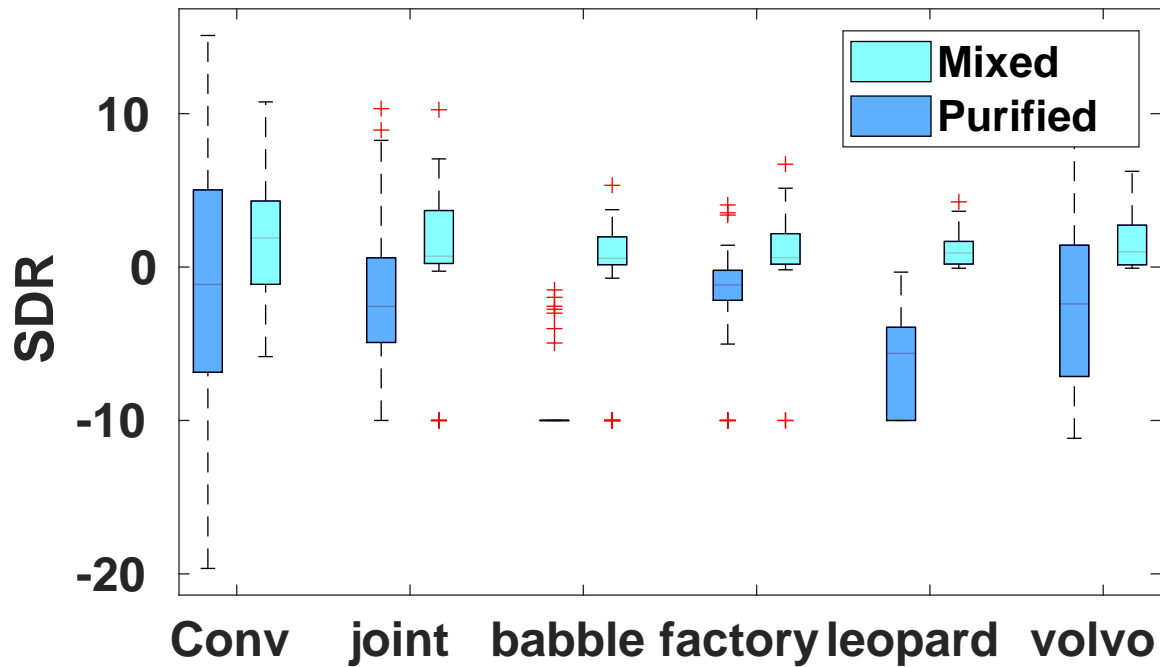 Mixed
Purified
10
0
-10
-20
SDR
Conv joint babble factory leopard volvo